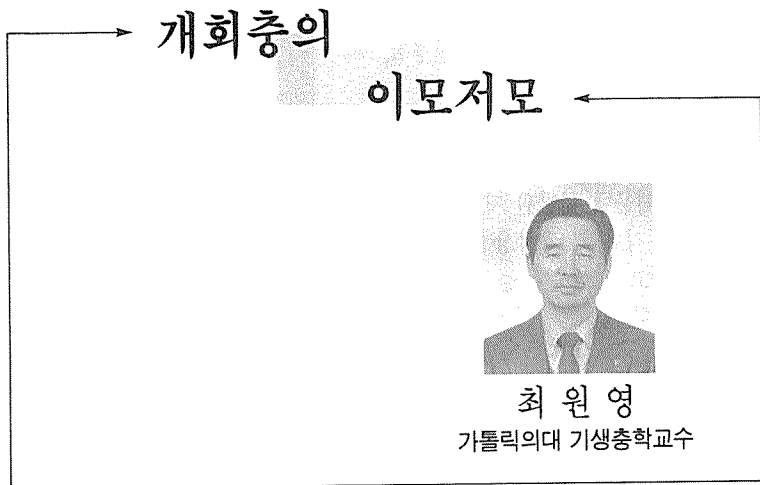 개회충의
이모저모
최 원 영
가톨릭의대 기생충학교수